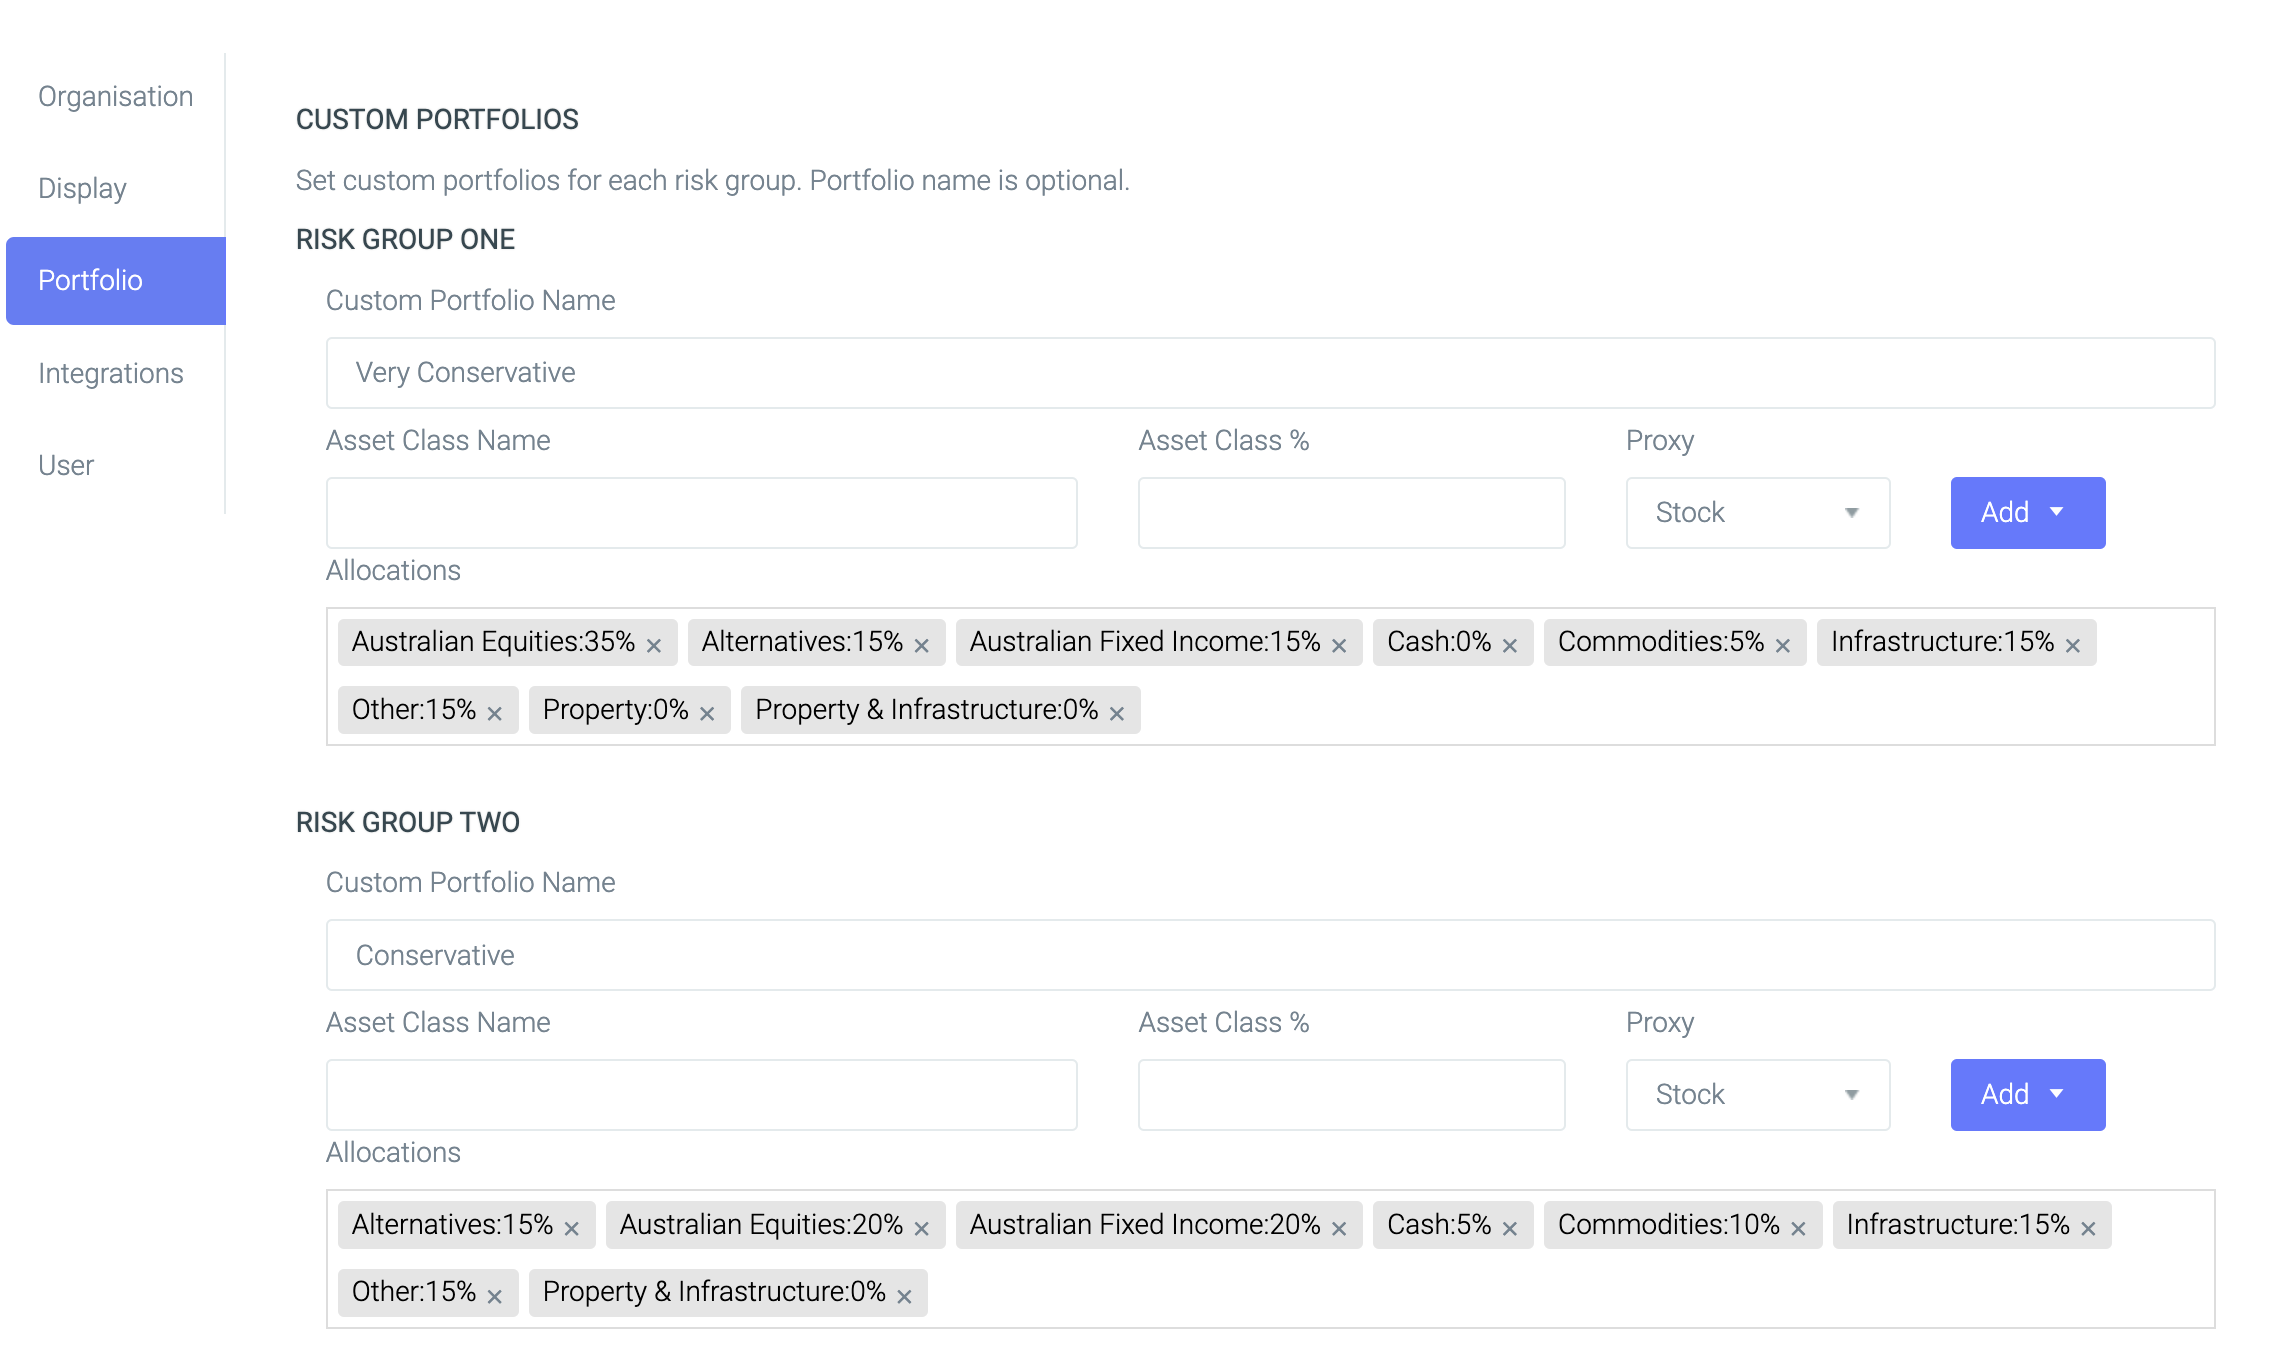 Organisation
Display
Portfolio
Integrations
User
CUSTOM PORTFOLIOS
Set custom portfolios for each risk group. Portfolio name is optional.
RISK GROUP ONE
Custom Portfolio Name
Very Conservative
Asset Class Name Asset Class % Proxy
Stock Add
Allocations
Australian Equities:35% × Alternatives:15% × Australian Fixed Income:15% × Cash:0% × Commodities:5% × Infrastructure:15% ×
Other:15% × Property:0% × Property & Infrastructure:0% ×
RISK GROUP TWO
Custom Portfolio Name
Conservative
Asset Class Name Asset Class % Proxy
Stock Add
Allocations
Alternatives:15% × Australian Equities:20% × Australian Fixed Income:20% × Cash:5% × Commodities:10% × Infrastructure:15% ×
Other:15% × Property & Infrastructure:0% ×